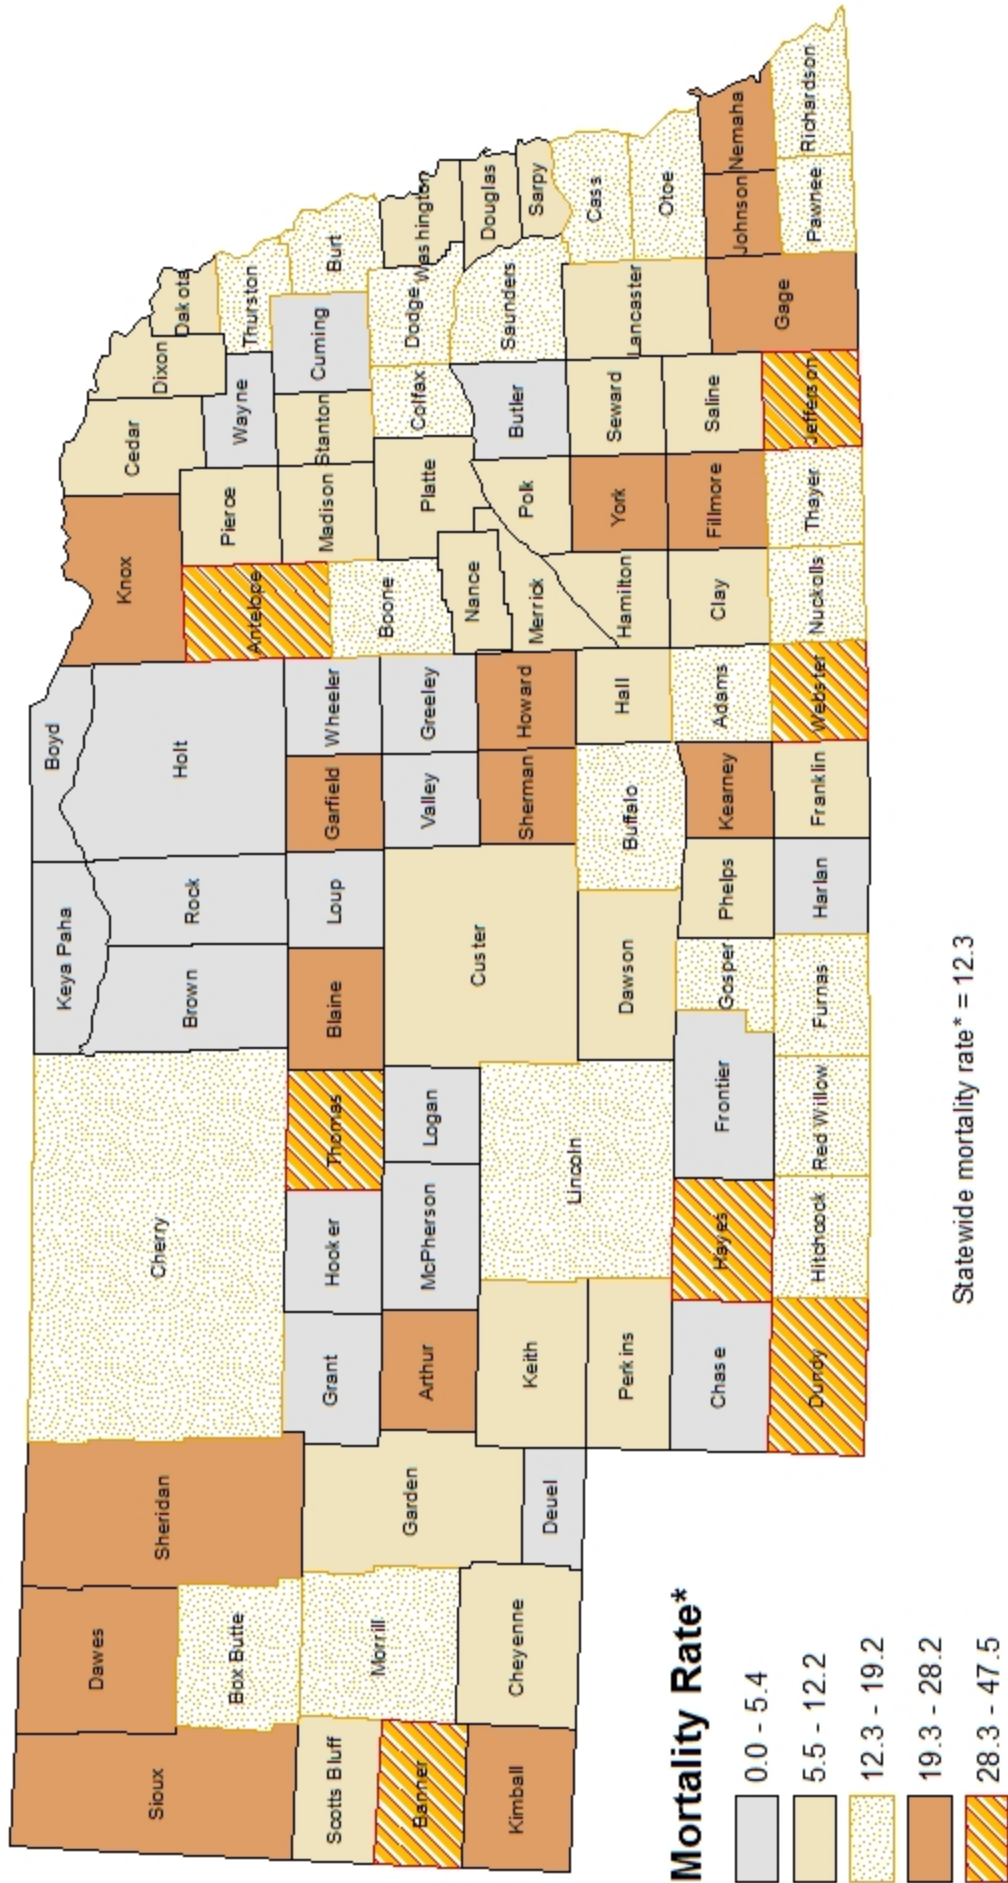 Sioux
Dawes
Sheridan
Cherry
Keya Paha
Boyd
Brown
Rock
Holt
Knox
Cedar
Dixon
Dakota
Box Butte
Scotts Bluff
Morrill
Garden
Grant
Hooker
Thomas
Blaine
Loup
Garfield
Wheeler
Antelope
Pierce
Wayne
Thurston
Banner
Kimball
Cheyenne
Deuel
Arthur
McPherson
Logan
Custer
Valley
Greeley
Boone
Madison
Stanton
Cuming
Burt
Keith
Lincoln
Sherman
Howard
Nance
Platte
Colfax
Dodge
Washington
Perkins
Dawson
Buffalo
Hall
Merrick
Polk
Butler
Saunders
Douglas
Sarpy
Hamilton
York
Seward
Lancaster
Cass
Otoe
Chase
Hayes
Frontier
Gosper
Phelps
Kearney
Adams
Clay
Fillmore
Saline
Gage
Johnson
Nemaha
Dundy
Hitchcock
Red Willow
Furnas
Harlan
Franklin
Webster
Nuckolls
Thayer
Jefferson
Pawnee
Richardson
Mortality Rate*
0.0 - 5.4
5.5 - 12.2
12.3 - 19.2
19.3 - 28.2
28.3 - 47.5
Statewide mortality rate* = 12.3